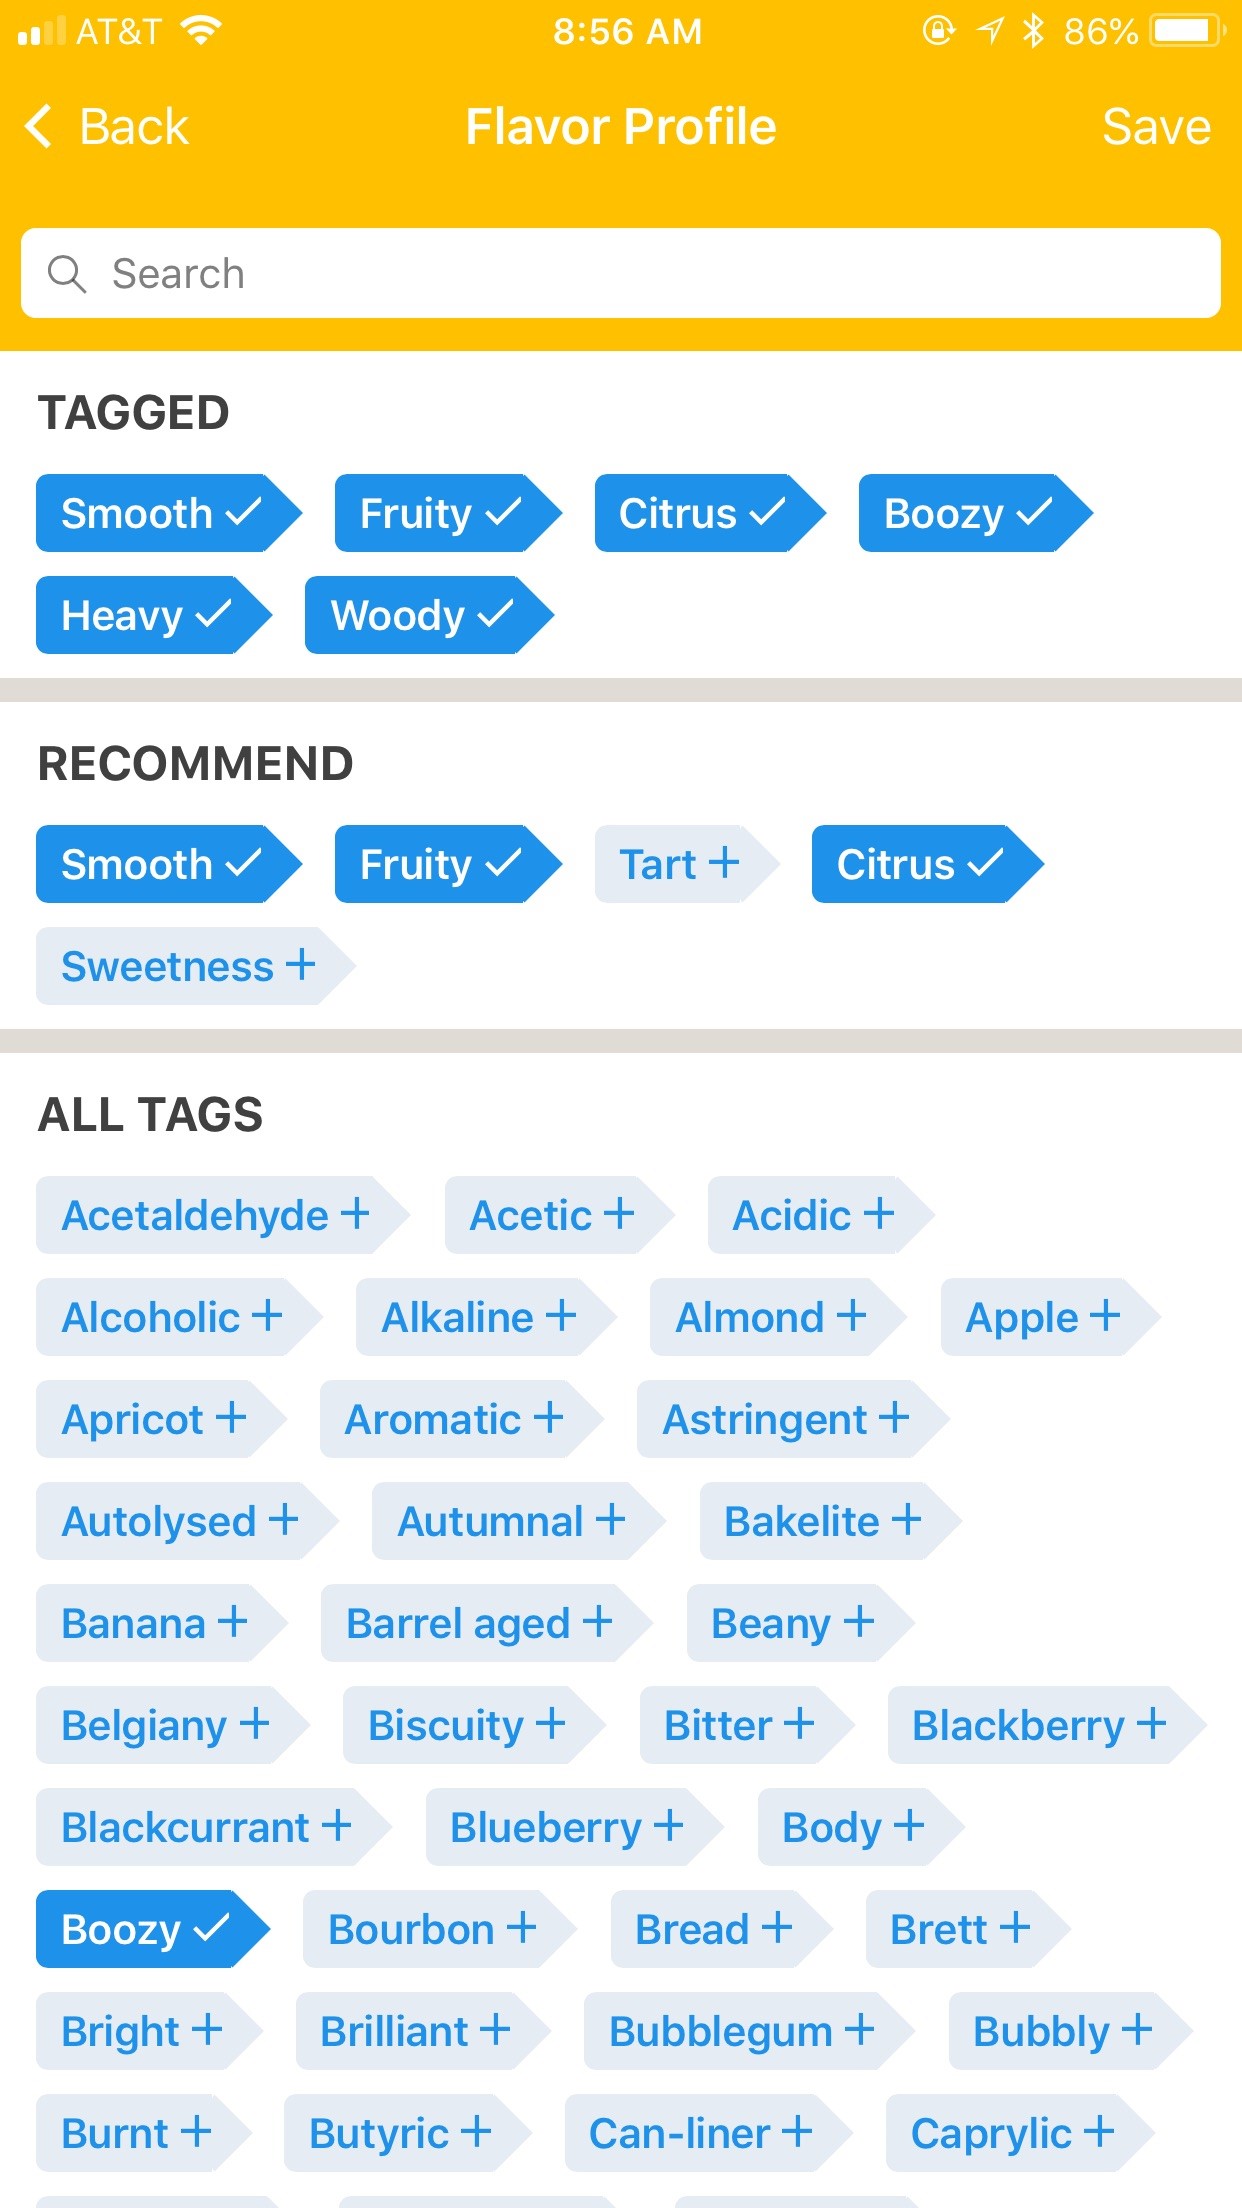 AT&T 8:56 AM 86%
Back Flavor Profile Save
Search
TAGGED
Smooth Fruity Citrus Boozy
Heavy Woody
RECOMMEND
Smooth Fruity Tart + Citrus
Sweetness +
ALL TAGS
Acetaldehyde + Acetic + Acidic +
Alcoholic + Alkaline + Almond + Apple +
Apricot + Aromatic + Astringent +
Autolysed + Autumnal + Bakelite +
Banana + Barrel aged + Beany +
Belgiany + Biscuity + Bitter + Blackberry +
Blackcurrant + Blueberry + Body +
Boozy Bourbon + Bread + Brett +
Bright + Brilliant + Bubblegum + Bubbly +
Burnt + Butyric + Can-liner + Caprylic +